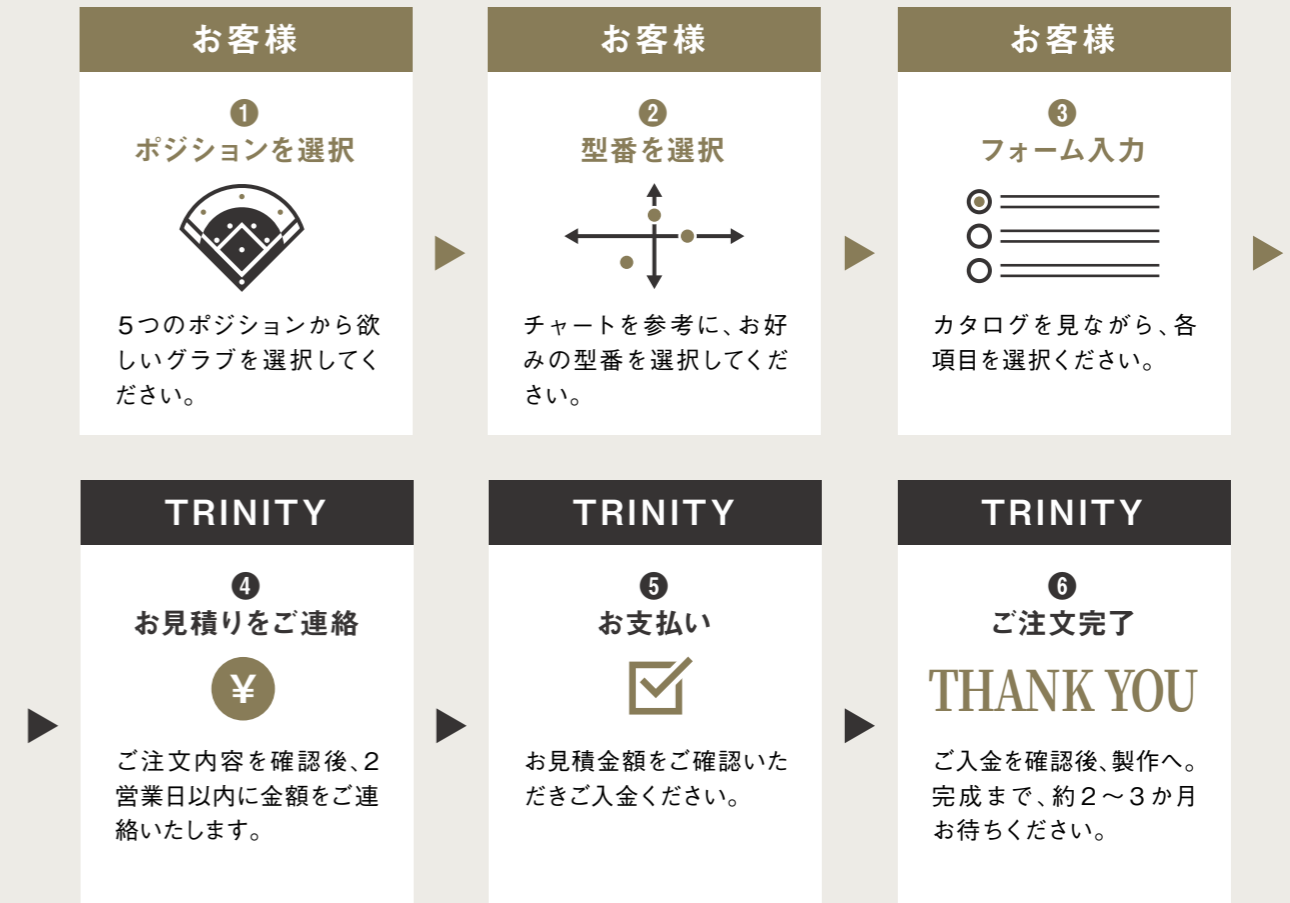 お客様
❶
ポジションを選択
5つのポジションから欲
しいグラブを選択してく
ださい。
お客様
❷
型番を選択
チャートを参考に、お好
みの型番を選択してくだ
さい。
お客様
❸
フォーム入力
カタログを見ながら、各
項目を選択ください。
TRINITY
❹
お見積りをご連絡
¥
ご注文内容を確認後、2
営業日以内に金額をご連
絡いたします。
TRINITY
❺
お支払い
お見積金額をご確認いた
だきご入金ください。
TRINITY
❻
ご注文完了
THANK YOU
ご入金を確認後、製作へ。
完成まで、約2〜3か月
お待ちください。